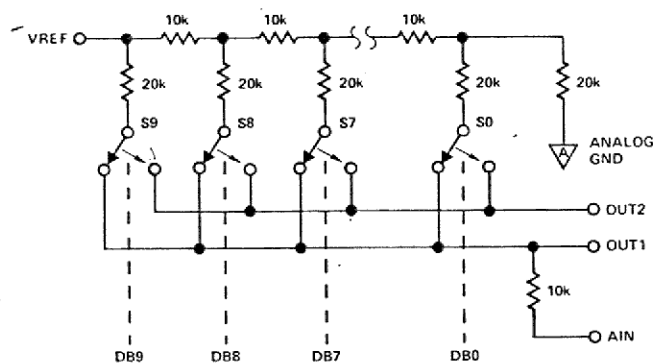 10k 10k 10k
VREF
20k 20k 20k 20k 20k
S9 S8 S7 S0
A ANALOG
GND
OUT2
OUT1
10k
AIN
DB9 DB8 DB7 DB0